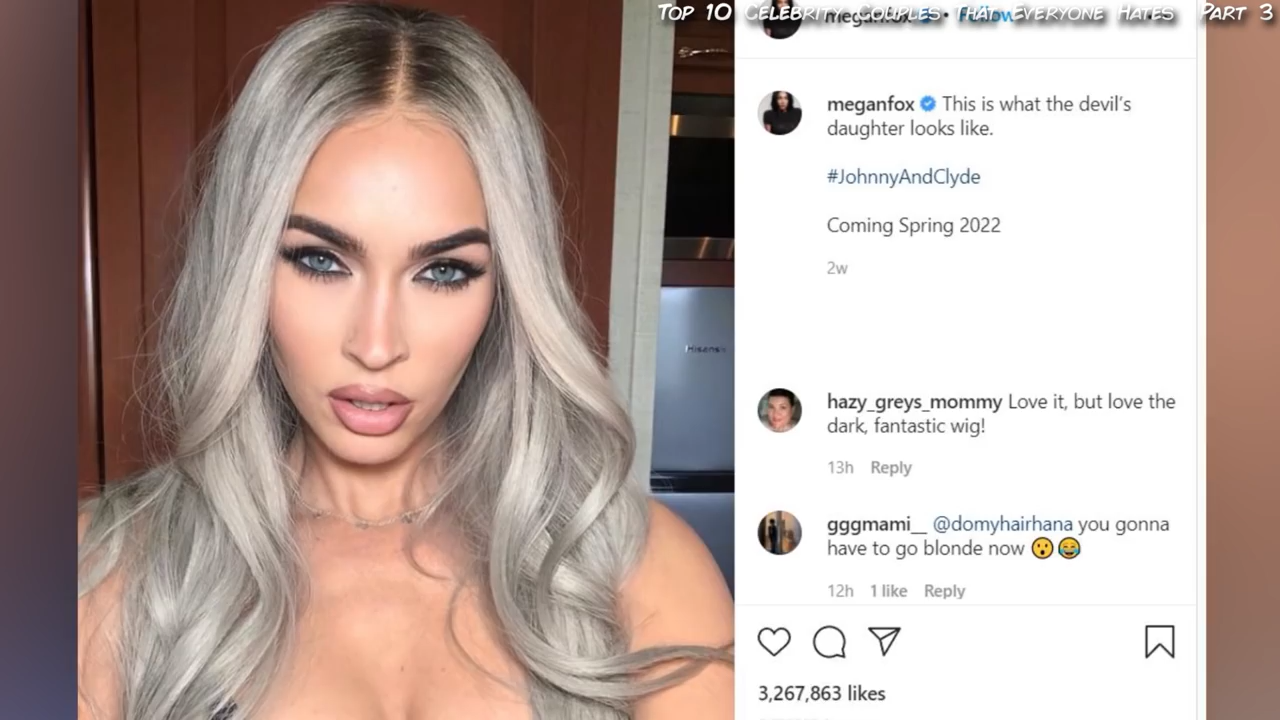 Top 10 Celebrity Couples that Everyone Hates Part 3
meganfox • Follow
meganfox This is what the devil's
daughter looks like.
#JohnnyAndClyde
Coming Spring 2022
2w
Hisense
hazy_greys_mommy Love it, but love the
dark, fantastic wig!
13h Reply
gggmami__ @domyhairhana you gonna
have to go blonde now 😮😂
12h 1 like Reply
3,267,863 likes